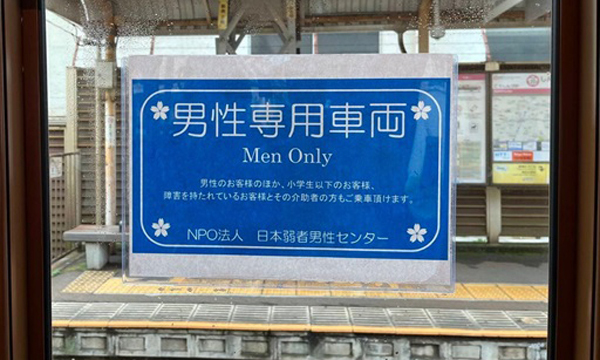 男性専用車両
Men Only
男性のお客様のほか、小学生以下のお客様、
障害を持たれているお客様とその介助者の方もご乗車頂けます。
NPO法人　日本弱者男性センター